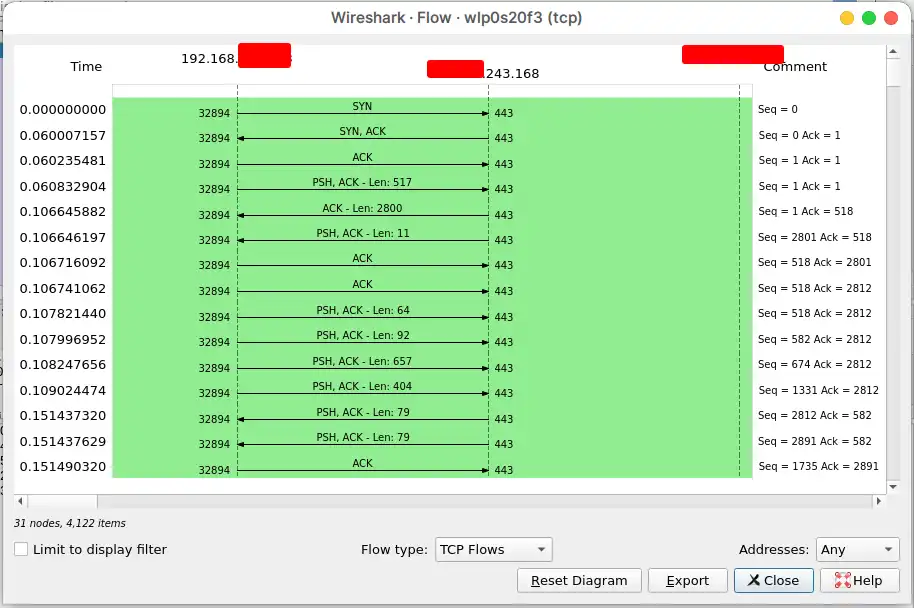 Wireshark · Flow · wlp0s20f3 (tcp)
Time 192.168. .243.168 Comment
0.000000000 32894 SYN 443 Seq = 0
0.060007157 32894 SYN, ACK 443 Seq = 0 Ack = 1
0.060235481 32894 ACK 443 Seq = 1 Ack = 1
0.060832904 32894 PSH, ACK - Len: 517 443 Seq = 1 Ack = 1
0.106645882 32894 ACK - Len: 2800 443 Seq = 1 Ack = 518
0.106646197 32894 PSH, ACK - Len: 11 443 Seq = 2801 Ack = 518
0.106716092 32894 ACK 443 Seq = 518 Ack = 2801
0.106741062 32894 ACK 443 Seq = 518 Ack = 2812
0.107821440 32894 PSH, ACK - Len: 64 443 Seq = 518 Ack = 2812
0.107996952 32894 PSH, ACK - Len: 92 443 Seq = 582 Ack = 2812
0.108247656 32894 PSH, ACK - Len: 657 443 Seq = 674 Ack = 2812
0.109024474 32894 PSH, ACK - Len: 404 443 Seq = 1331 Ack = 2812
0.151437320 32894 PSH, ACK - Len: 79 443 Seq = 2812 Ack = 582
0.151437629 32894 PSH, ACK - Len: 79 443 Seq = 2891 Ack = 582
0.151490320 32894 ACK 443 Seq = 1735 Ack = 2891
31 nodes, 4,122 items
Limit to display filter Flow type: TCP Flows Addresses: Any
Reset Diagram Export Close Help